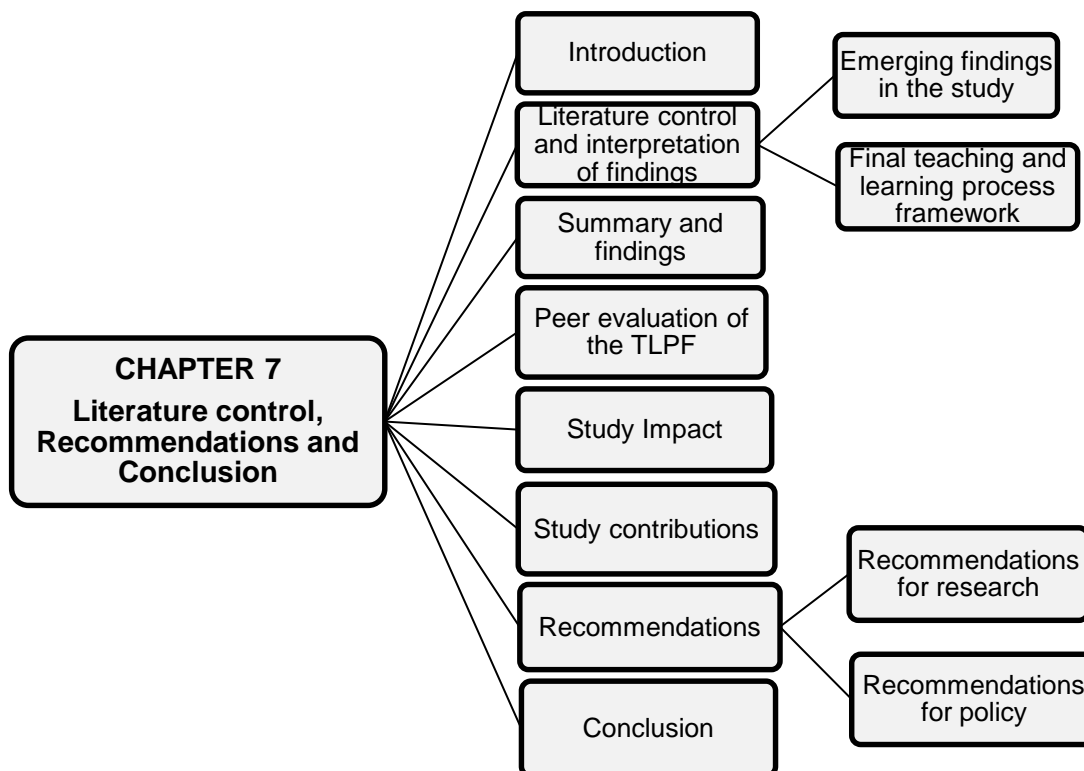 CHAPTER 7
Literature control,
Recommendations and
Conclusion
Introduction
Literature control
and interpretation
of findings
Emerging findings
in the study
Final teaching and
learning process
framework
Summary and
findings
Peer evaluation of
the TLPF
Study Impact
Study contributions
Recommendations
Recommendations
for research
Recommendations
for policy
Conclusion